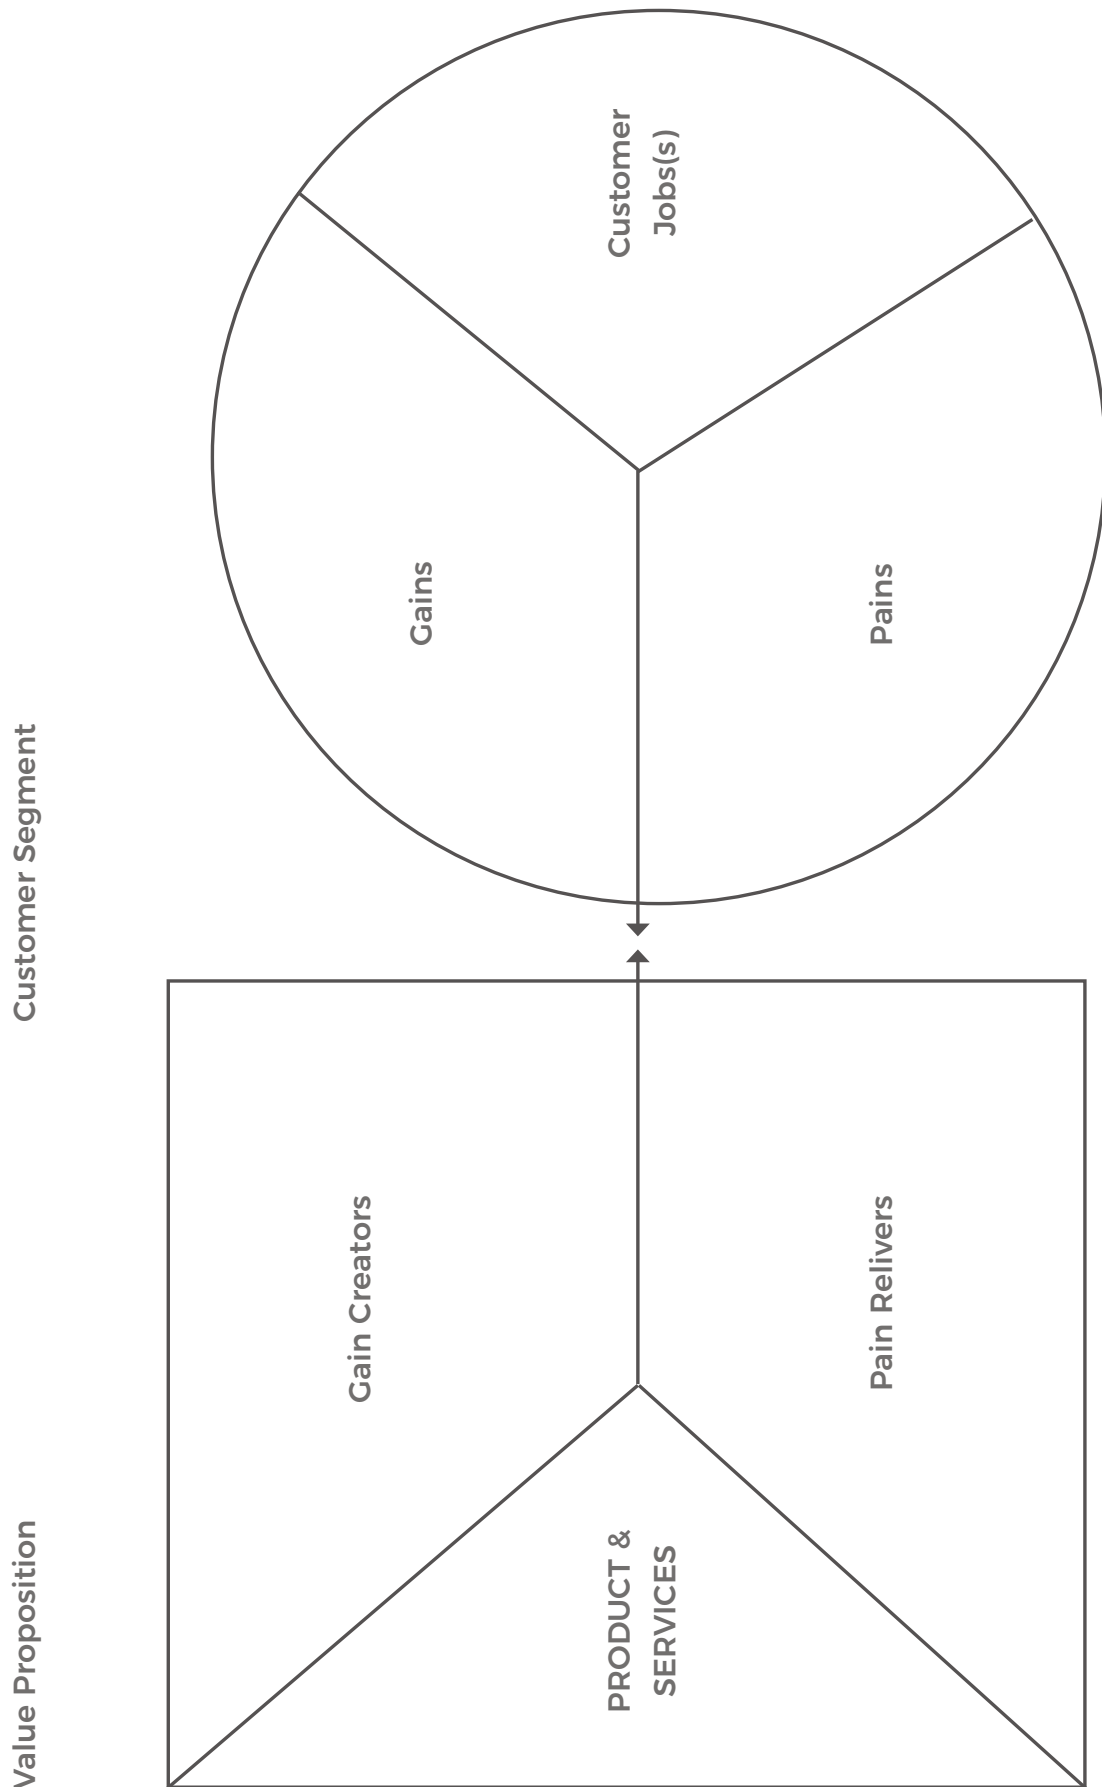 Value Proposition
Customer Segment
Gain Creators
Gains
PRODUCT &
SERVICES
Customer
Jobs(s)
Pain Relivers
Pains